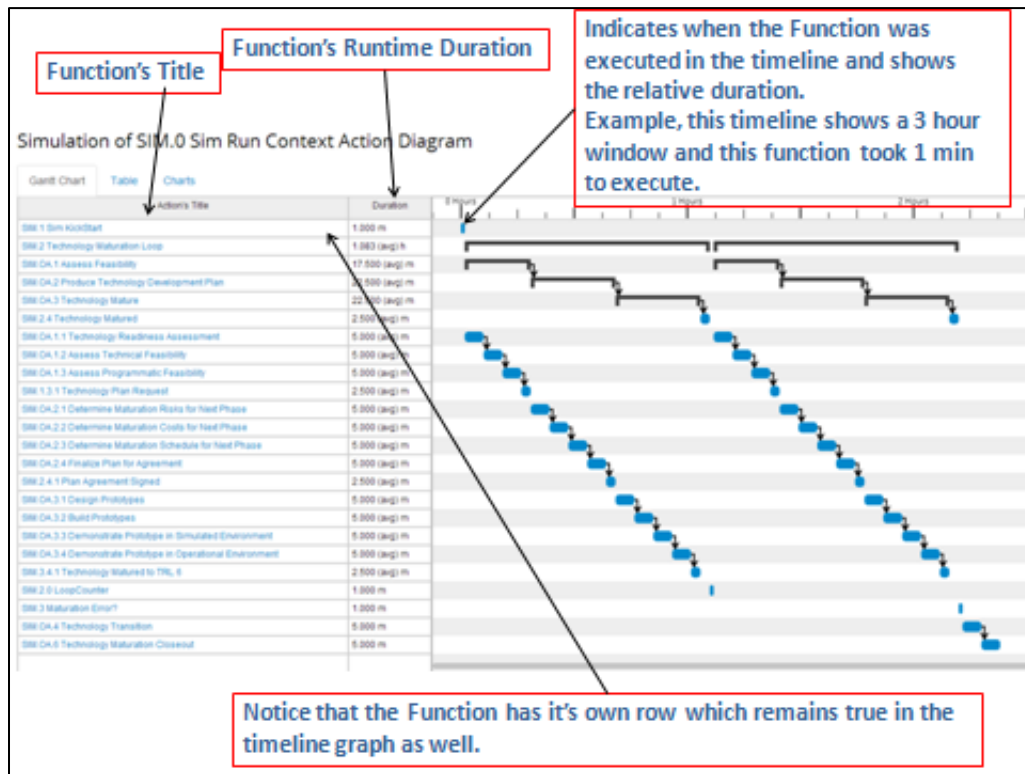 Function's Title
Function's Runtime Duration
Indicates when the Function was
executed in the timeline and shows
the relative duration.
Example, this timeline shows a 3 hour
window and this function took 1 min
to execute.
Simulation of SIM.0 Sim Run Context Action Diagram
Gantt Chart Table Charts
Action's Title Duration 0 Hours 1 Hours 2 Hours
SIM.1 Sim KickStart 1.000 m
SIM.2 Technology Maturation Loop 1.083 (avg) h
SIM.OA.1 Assess Feasibility 17.500 (avg) m
SIM.OA.2 Produce Technology Development Plan (avg) m
SIM.OA.3 Technology Mature (avg) m
SIM.2.4 Technology Matured 2.500 (avg) m
SIM.OA.1.1 Technology Readiness Assessment 5.000 (avg) m
SIM.OA.1.2 Assess Technical Feasibility 5.000 (avg) m
SIM.OA.1.3 Assess Programmatic Feasibility 5.000 (avg) m
SIM.1.3.1 Technology Plan Request 2.500 (avg) m
SIM.OA.2.1 Determine Maturation Risks for Next Phase 5.000 (avg) m
SIM.OA.2.2 Determine Maturation Costs for Next Phase 5.000 (avg) m
SIM.OA.2.3 Determine Maturation Schedule for Next Phase 5.000 (avg) m
SIM.OA.2.4 Finalize Plan for Agreement 5.000 (avg) m
SIM.2.4.1 Plan Agreement Signed 2.500 (avg) m
SIM.OA.3.1 Design Prototypes 5.000 (avg) m
SIM.OA.3.2 Build Prototypes 5.000 (avg) m
SIM.OA.3.3 Demonstrate Prototype in Simulated Environment 5.000 (avg) m
SIM.OA.3.4 Demonstrate Prototype in Operational Environment 5.000 (avg) m
SIM.3.4.1 Technology Matured to TRL 6 2.500 (avg) m
SIM.2.0 LoopCounter 1.000 m
SIM.3 Maturation Error? 1.000 m
SIM.OA.4 Technology Transition 5.000 m
SIM.OA.6 Technology Maturation Closeout 5.000 m
Notice that the Function has it's own row which remains true in the
timeline graph as well.